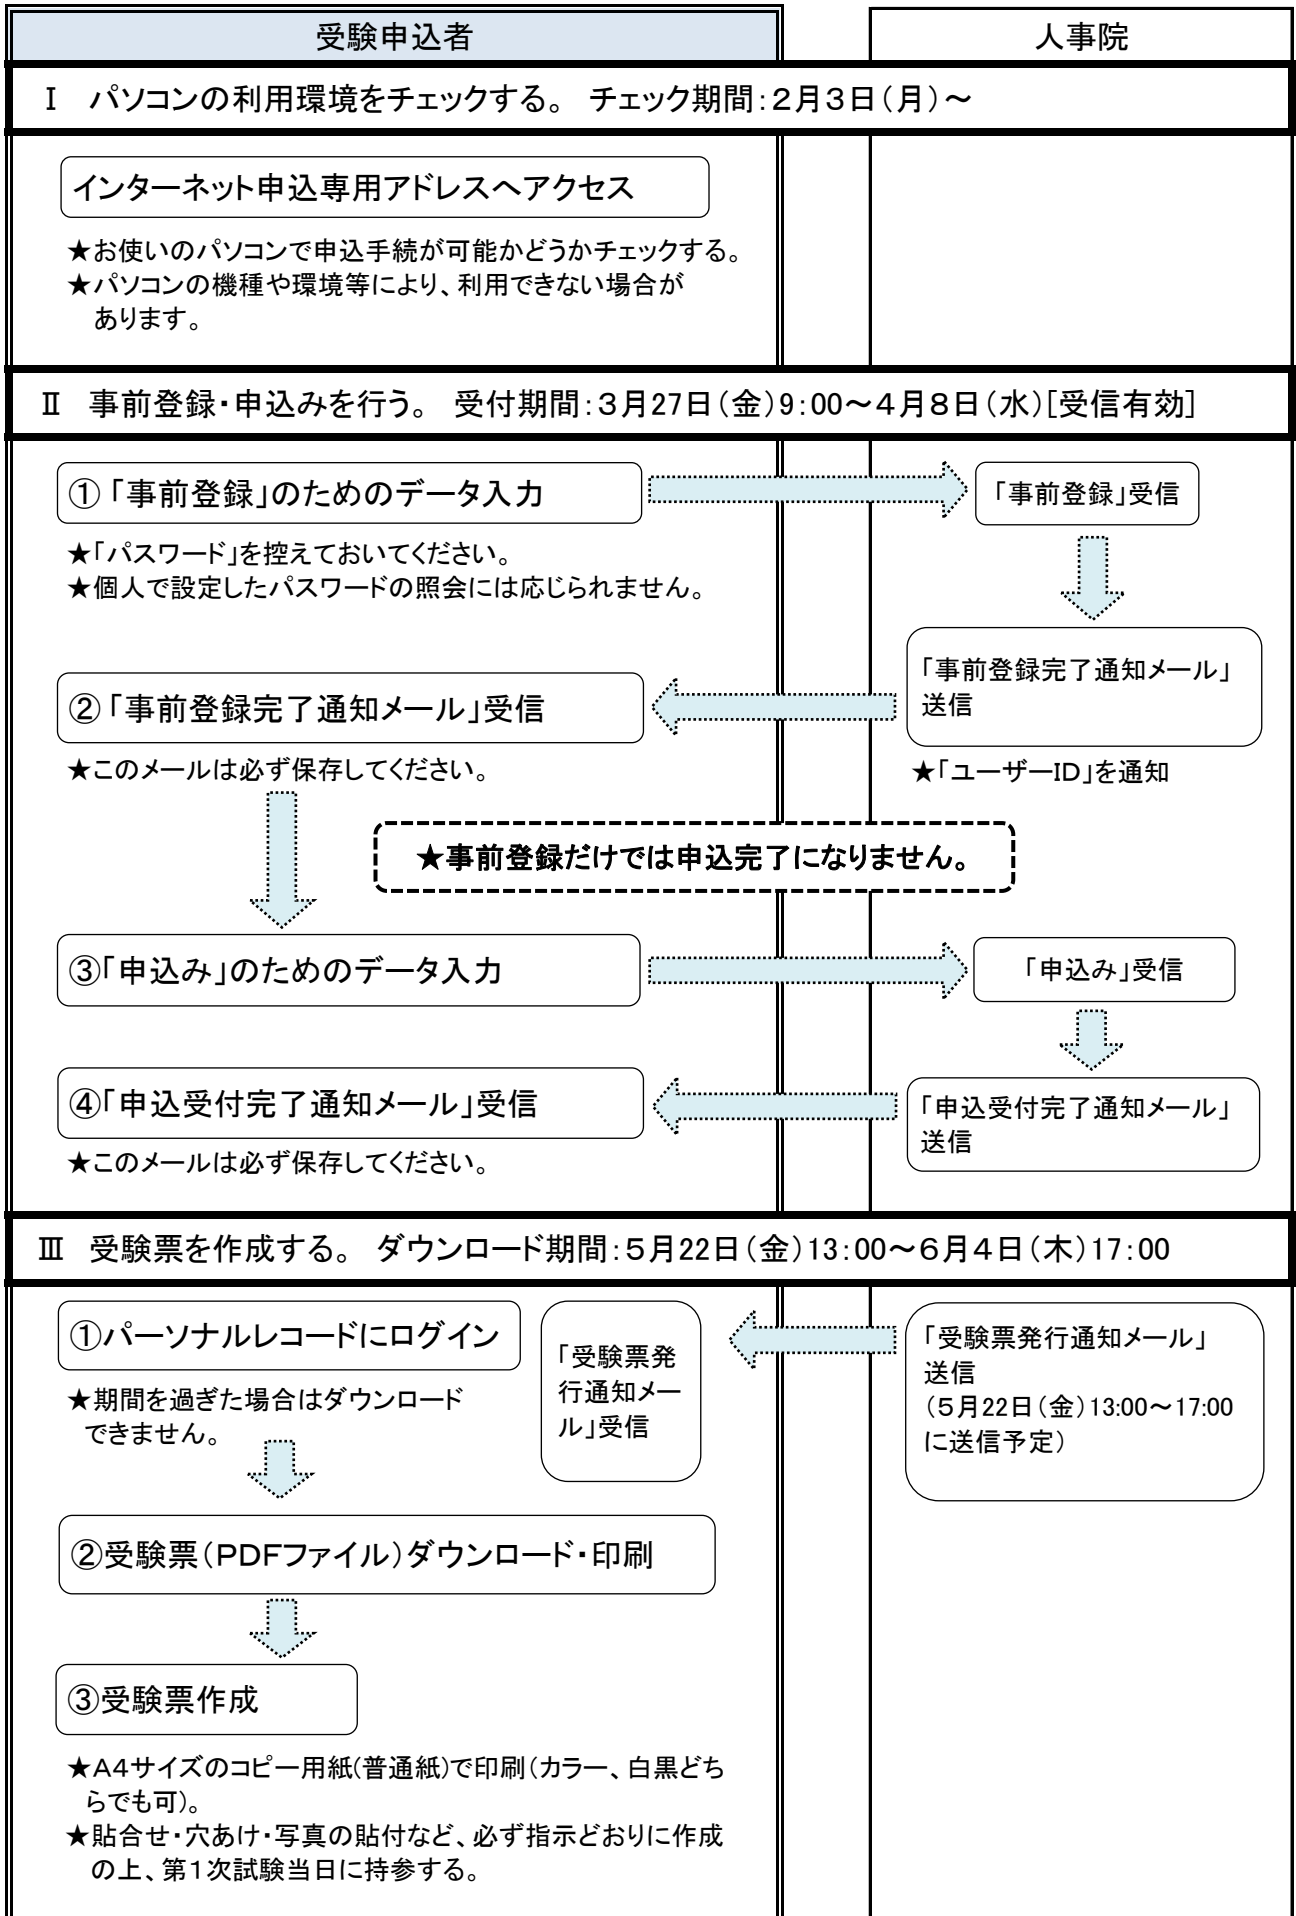 受験申込者
人事院
Ⅰ　パソコンの利用環境をチェックする。　チェック期間：２月３日（月）～
インターネット申込専用アドレスへアクセス
★お使いのパソコンで申込手続が可能かどうかチェックする。
★パソコンの機種や環境等により、利用できない場合が
あります。
Ⅱ　事前登録・申込みを行う。　受付期間：３月27日（金）9：00～４月８日（水）[受信有効]
①「事前登録」のためのデータ入力
「事前登録」受信
★「パスワード」を控えておいてください。
★個人で設定したパスワードの照会には応じられません。
「事前登録完了通知メール」
送信
②「事前登録完了通知メール」受信
★このメールは必ず保存してください。
★「ユーザーID」を通知
★事前登録だけでは申込完了になりません。
③「申込み」のためのデータ入力
「申込み」受信
④「申込受付完了通知メール」受信
「申込受付完了通知メール」
送信
★このメールは必ず保存してください。
Ⅲ　受験票を作成する。　ダウンロード期間：５月22日（金）13：00～６月４日（木）17：00
①パーソナルレコードにログイン
★期間を過ぎた場合はダウンロード
できません。
「受験票発
行通知メー
ル」受信
「受験票発行通知メール」
送信
（５月22日（金）13:00～17:00
に送信予定）
②受験票（ＰＤＦファイル）ダウンロード・印刷
③受験票作成
★Ａ４サイズのコピー用紙(普通紙)で印刷（カラー、白黒どち
らでも可）。
★貼合せ・穴あけ・写真の貼付など、必ず指示どおりに作成
の上、第１次試験当日に持参する。